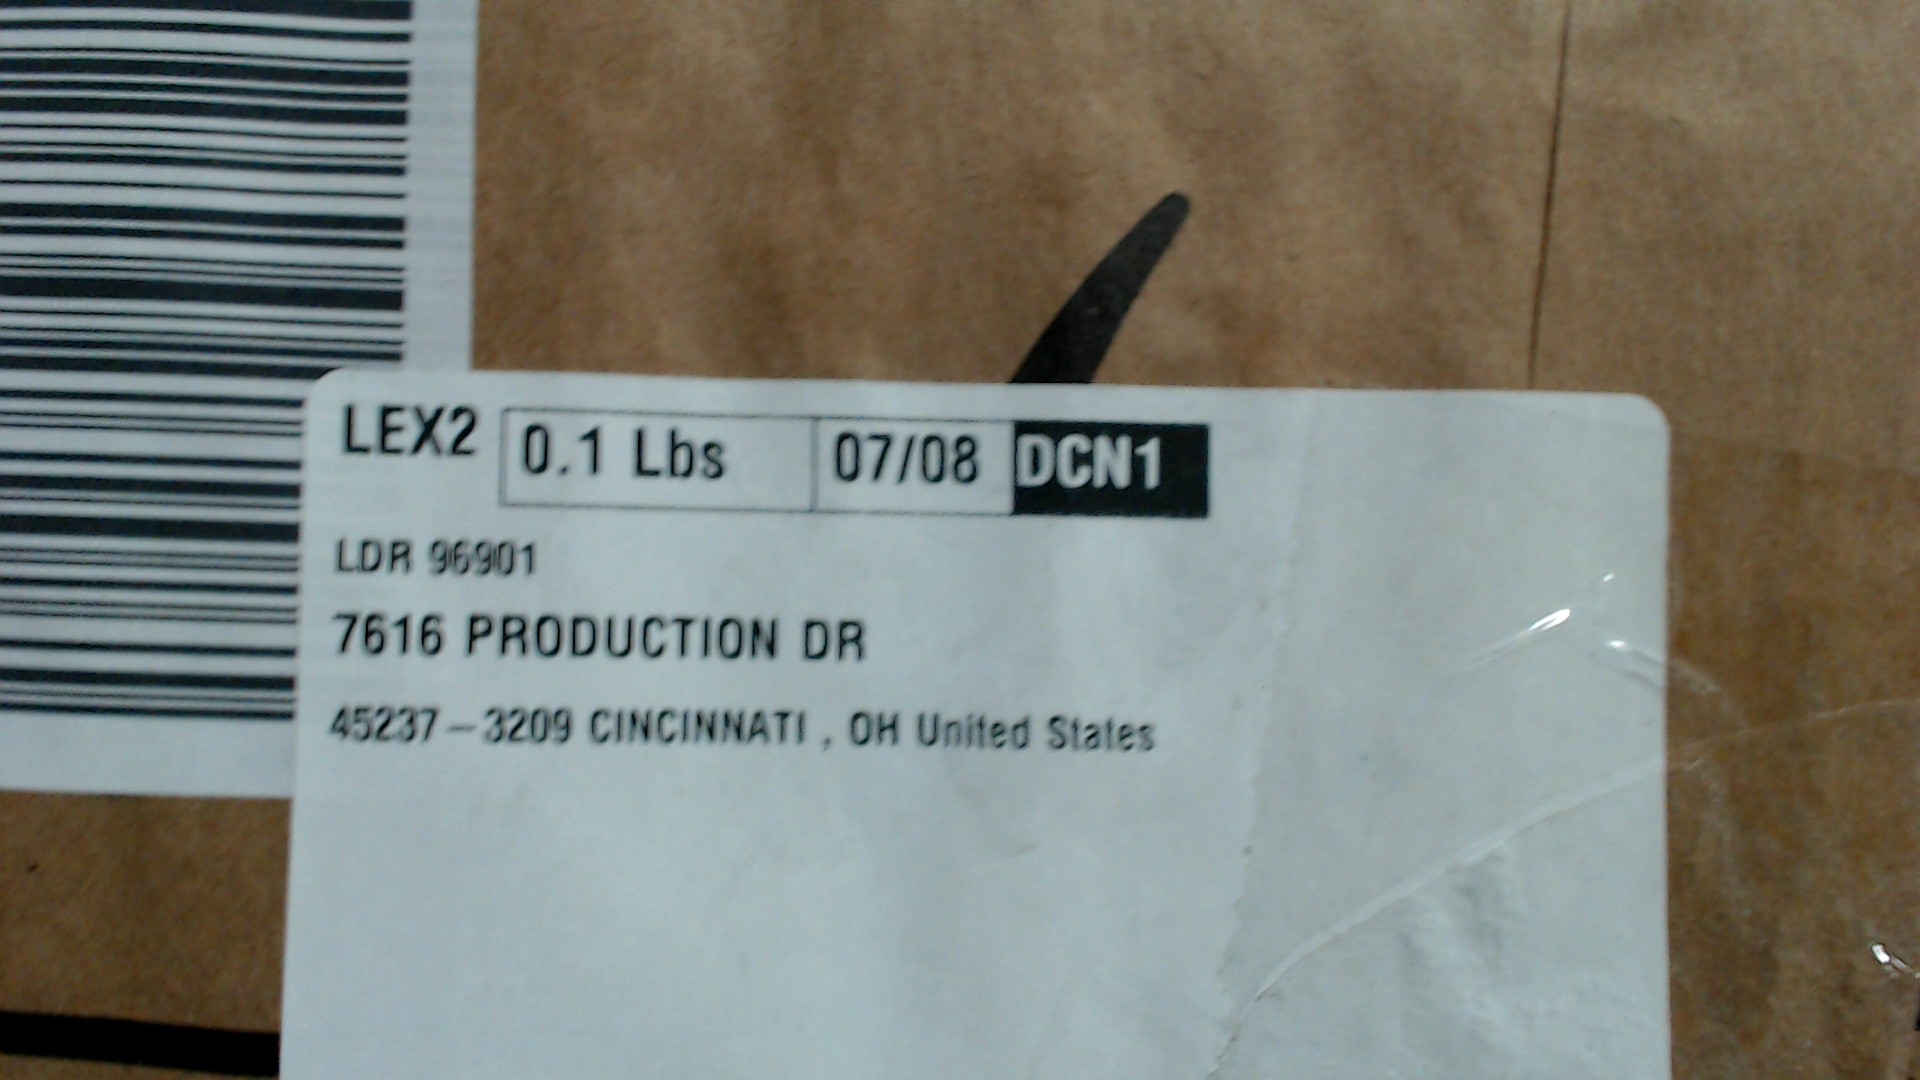 LEX2 0.1 Lbs 07/08 DCN1
LDR 96901
7616 PRODUCTION DR
45237-3209 CINCINNATI , OH United States